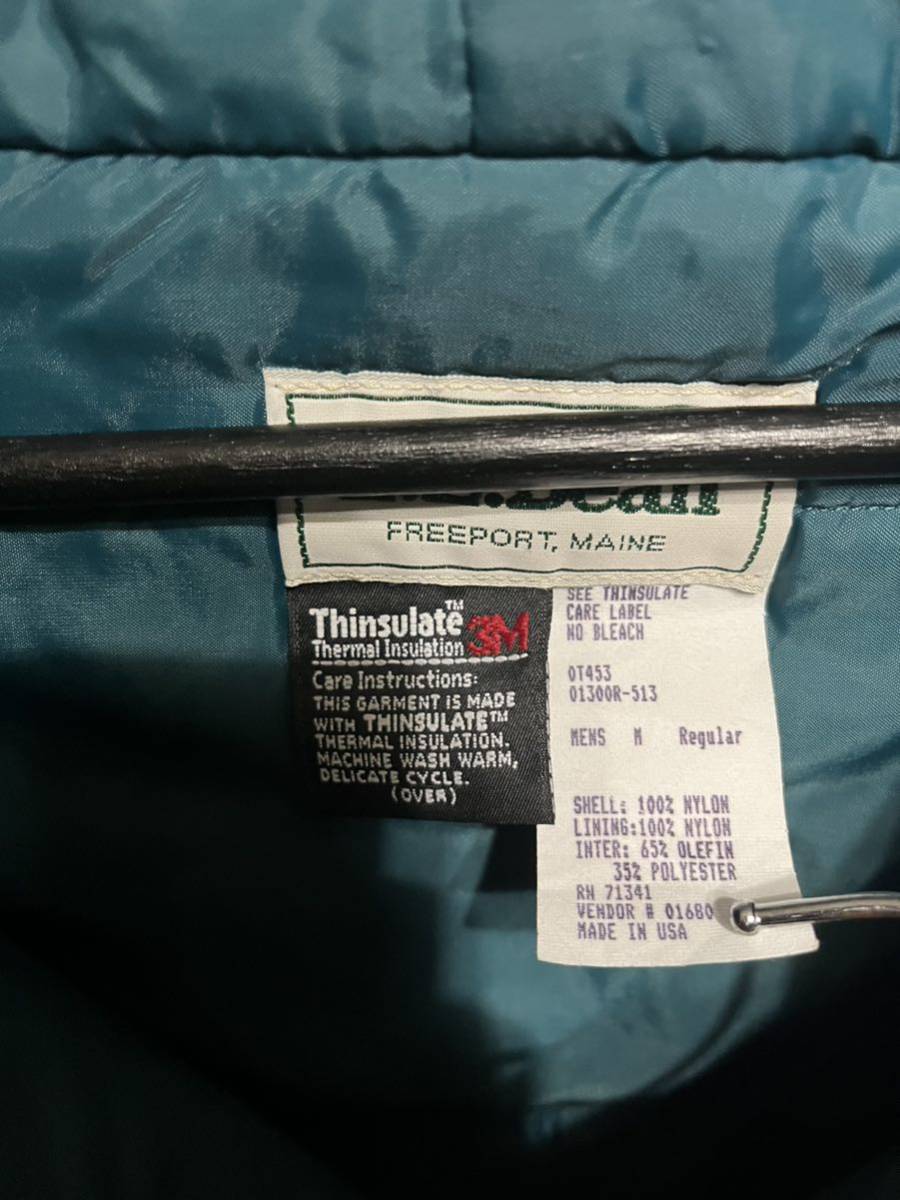 L.L.Bean
FREEPORT, MAINE
Thinsulate™ 3M
Thermal Insulation
Care Instructions:
THIS GARMENT IS MADE
WITH THINSULATE™
THERMAL INSULATION.
MACHINE WASH WARM,
DELICATE CYCLE.
(OVER)
SEE THINSULATE
CARE LABEL
NO BLEACH
OT453
01300R-513
MENS M Regular
SHELL: 100% NYLON
LINING:100% NYLON
INTER: 65% OLEFIN
35% POLYESTER
RN 71341
VENDOR # 01680
MADE IN USA